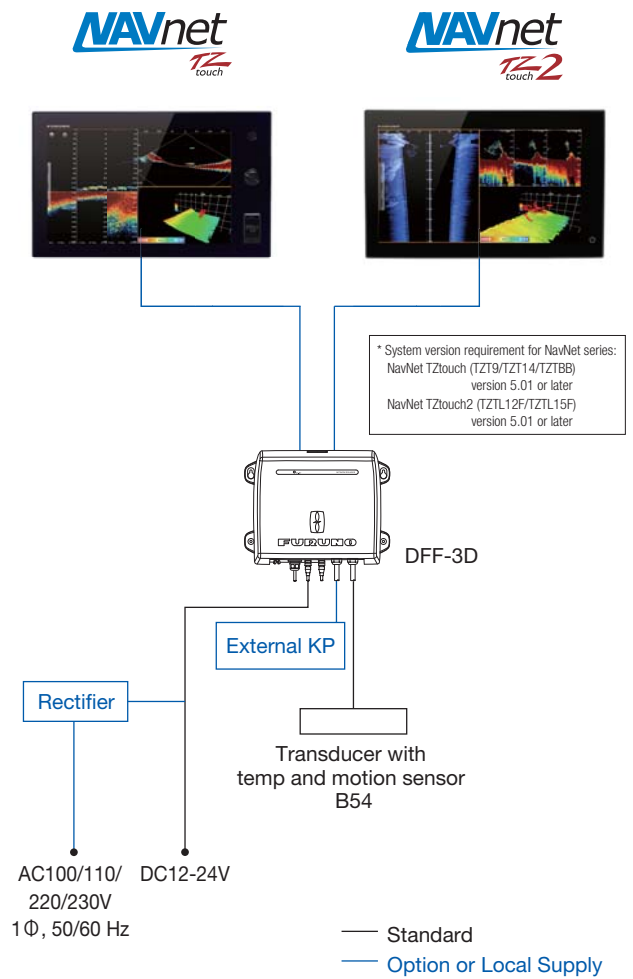 NAVnet
TZ
touch
NAVnet
TZ 2
touch
* System version requirement for NavNet series:
NavNet TZtouch (TZT9/TZT14/TZTBB)
version 5.01 or later
NavNet TZtouch2 (TZTL12F/TZTL15F)
version 5.01 or later
FURUNO
DFF-3D
External KP
Rectifier
Transducer with
temp and motion sensor
B54
AC100/110/
220/230V
1Φ, 50/60 Hz
DC12-24V
Standard
Option or Local Supply